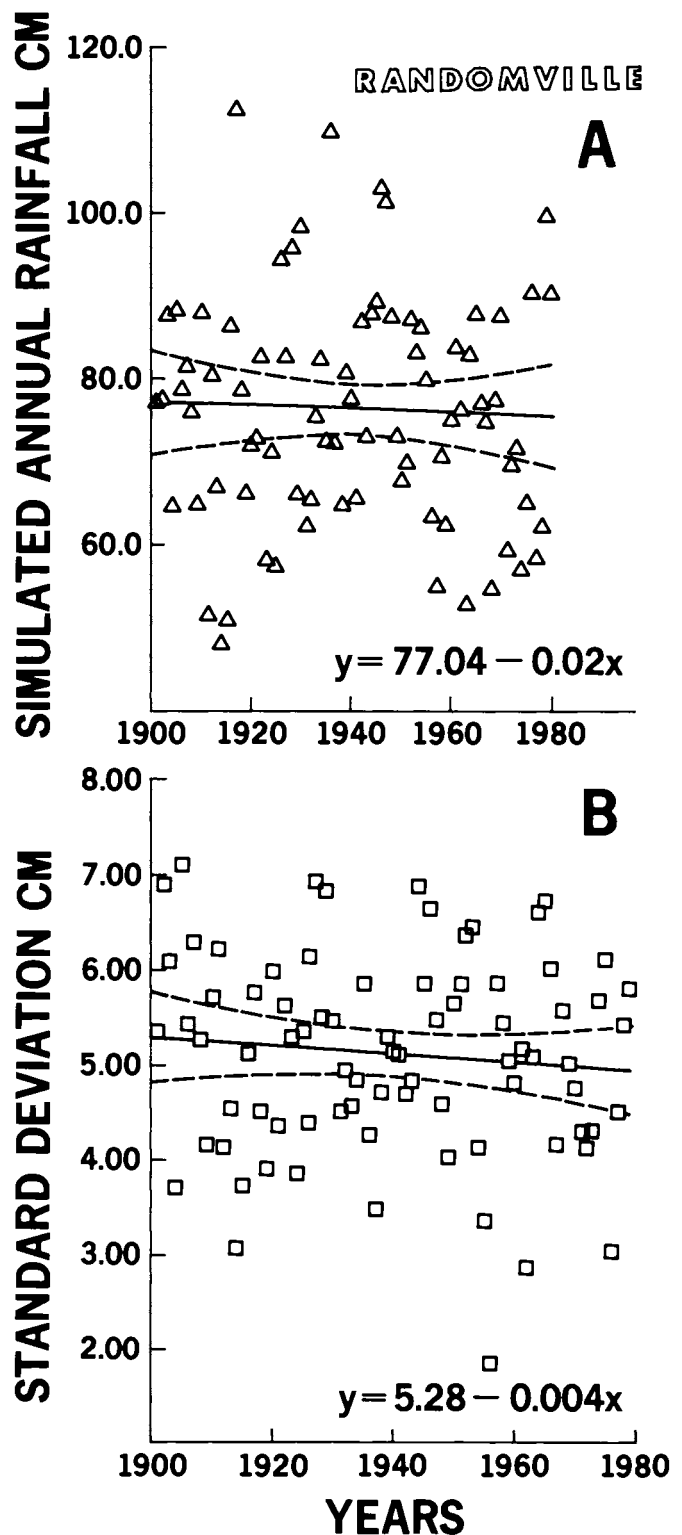 SIMULATED ANNUAL RAINFALL CM
120.0
100.0
80.0
60.0
RANDOMVILLE
A
y= 77.04 - 0.02x
1900 1920 1940 1960 1980
STANDARD DEVIATION CM
8.00
7.00
6.00
5.00
4.00
3.00
2.00
B
y= 5.28 - 0.004x
1900 1920 1940 1960 1980
YEARS